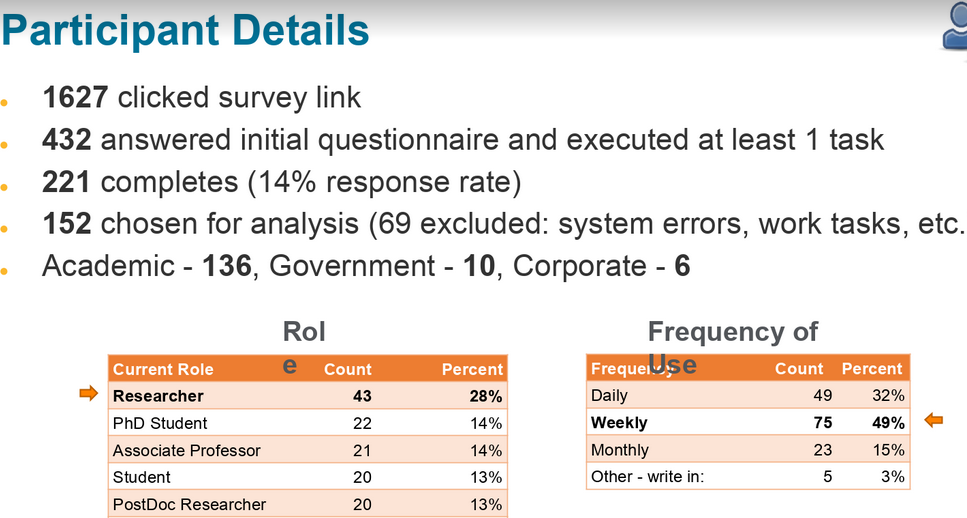 Participant Details
1627 clicked survey link
432 answered initial questionnaire and executed at least 1 task
221 completes (14% response rate)
152 chosen for analysis (69 excluded: system errors, work tasks, etc.
Academic - 136, Government - 10, Corporate - 6
Rol
e
Current Role Count Percent
Researcher 43 28%
PhD Student 22 14%
Associate Professor 21 14%
Student 20 13%
PostDoc Researcher 20 13%
Frequency of
Use
Frequency Count Percent
Daily 49 32%
Weekly 75 49%
Monthly 23 15%
Other - write in: 5 3%